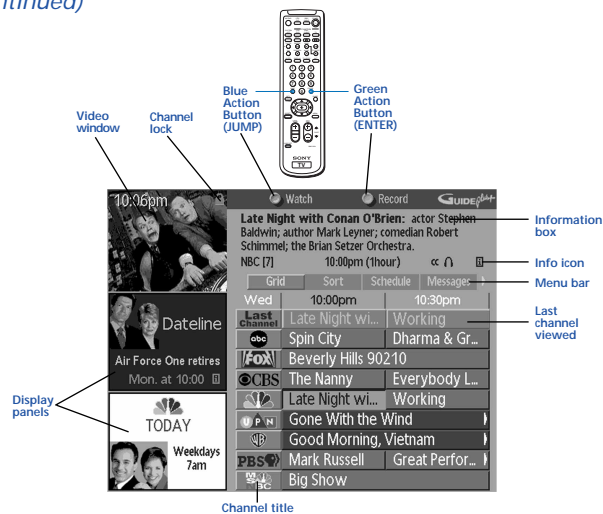 tinued)
Blue
Action
Button
(JUMP)
Green
Action
Button
(ENTER)
Video
window
Channel
lock
SONY
TV
10:06pm
Watch
Record
GUIDE plus+
Late Night with Conan O'Brien: actor Stephen
Baldwin; author Mark Leyner; comedian Robert
Schimmel; the Brian Setzer Orchestra.
NBC [7] 10:00pm (1hour) cc i
Information
box
Info icon
Menu bar
Grid Sort Schedule Messages
Wed 10:00pm 10:30pm
Last
Channel Late Night wi... Working
Last
channel
viewed
abc Spin City Dharma & Gr...
FOX Beverly Hills 90210
CBS The Nanny Everybody L...
Late Night wi... Working
UPN Gone With the Wind
WB Good Morning, Vietnam
PBS Mark Russell Great Perfor...
MSNBC Big Show
Dateline
Air Force One retires
Mon. at 10:00 i
Display
panels
TODAY
Weekdays
7am
Channel title